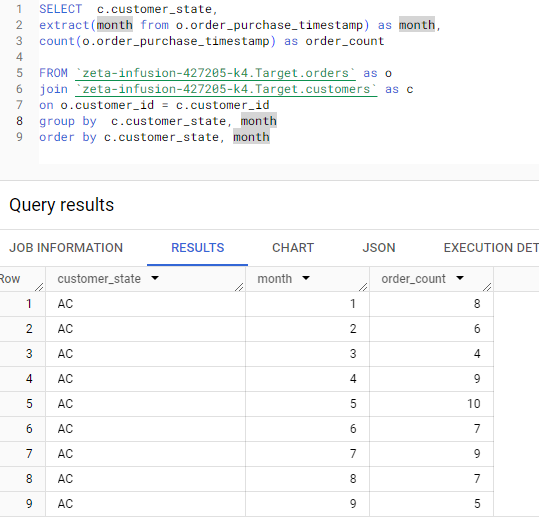 1 SELECT c.customer_state,
2 extract(month from o.order_purchase_timestamp) as month,
3 count(o.order_purchase_timestamp) as order_count
4
5 FROM `zeta-infusion-427205-k4.Target.orders` as o
6 join `zeta-infusion-427205-k4.Target.customers` as c
7 on o.customer_id = c.customer_id
8 group by c.customer_state, month
9 order by c.customer_state, month
Query results
JOB INFORMATION RESULTS CHART JSON EXECUTION DET
Row customer_state month order_count
1 AC 1 8
2 AC 2 6
3 AC 3 4
4 AC 4 9
5 AC 5 10
6 AC 6 7
7 AC 7 9
8 AC 8 7
9 AC 9 5